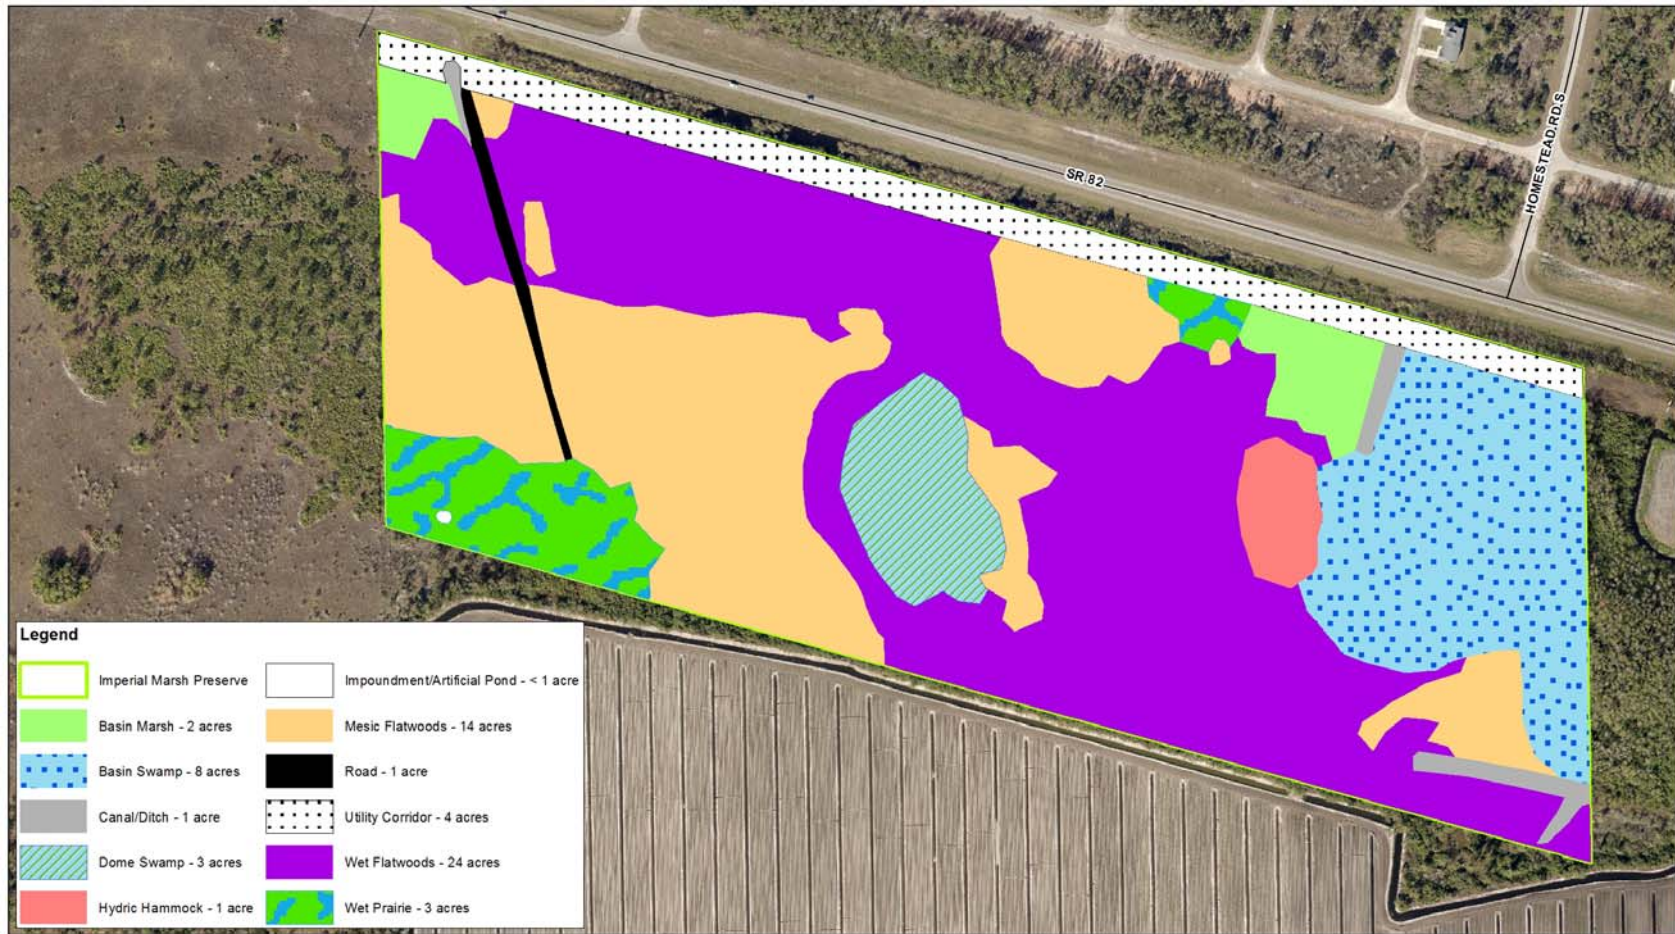 HOMESTEAD.RD.S
SR 82
Legend
Imperial Marsh Preserve
Impoundment/Artificial Pond - < 1 acre
Basin Marsh - 2 acres
Mesic Flatwoods - 14 acres
Basin Swamp - 8 acres
Road - 1 acre
Canal/Ditch - 1 acre
Utility Corridor - 4 acres
Dome Swamp - 3 acres
Wet Flatwoods - 24 acres
Hydric Hammock - 1 acre
Wet Prairie - 3 acres